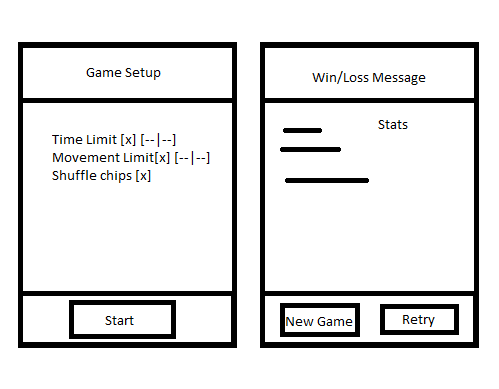 Game Setup
Time Limit [x] [--|--]
Movement Limit[x] [--|--]
Shuffle chips [x]
Start
Win/Loss Message
Stats
New Game
Retry